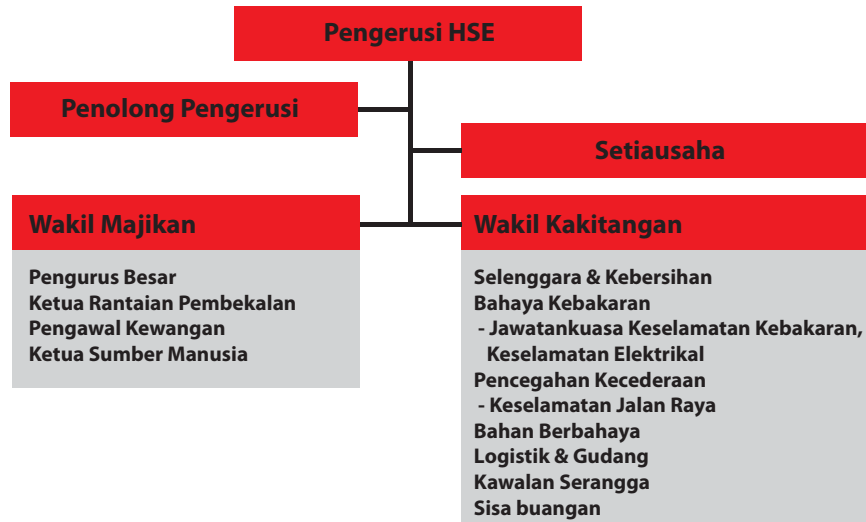 Pengerusi HSE
Penolong Pengerusi
Setiausaha
Wakil Majikan
Pengurus Besar
Ketua Rantaian Pembekalan
Pengawal Kewangan
Ketua Sumber Manusia
Wakil Kakitangan
Selenggara & Kebersihan
Bahaya Kebakaran
- Jawatankuasa Keselamatan Kebakaran,
Keselamatan Elektrikal
Pencegahan Kecederaan
- Keselamatan Jalan Raya
Bahan Berbahaya
Logistik & Gudang
Kawalan Serangga
Sisa buangan